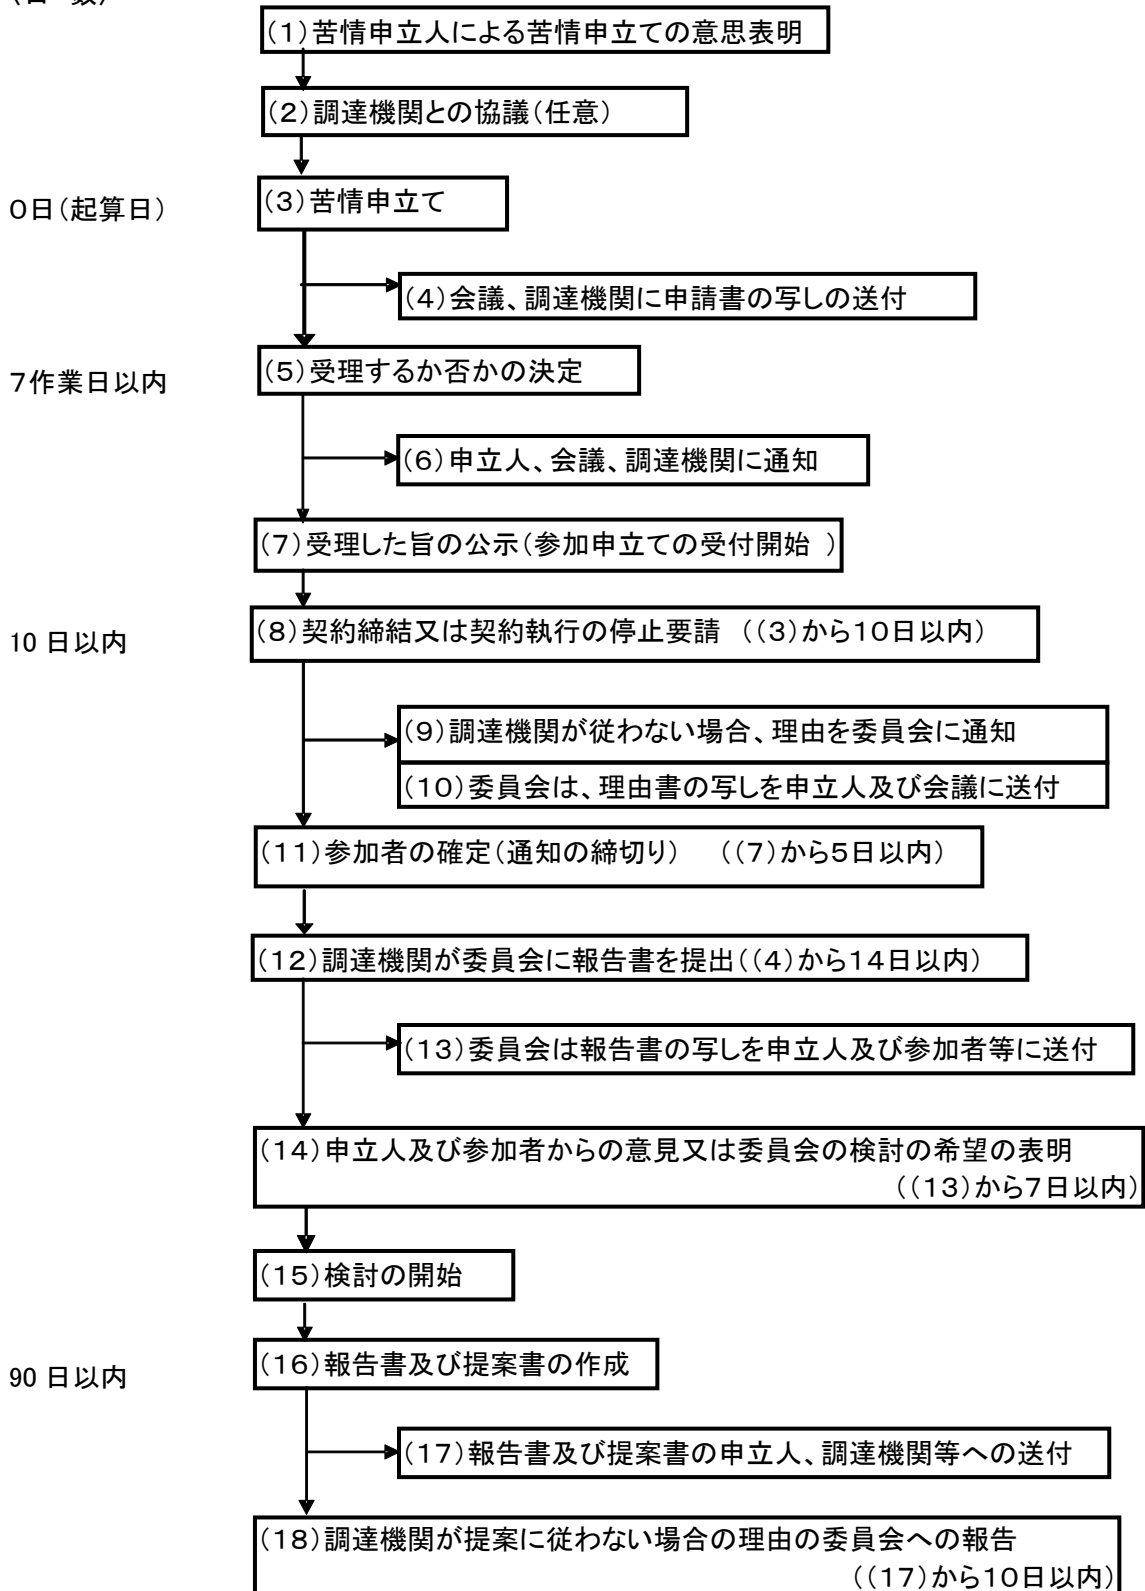 (1)苦情申立人による苦情申立ての意思表明
(2)調達機関との協議(任意)
0日(起算日)
(3)苦情申立て
(4)会議、調達機関に申請書の写しの送付
7作業日以内
(5)受理するか否かの決定
(6)申立人、会議、調達機関に通知
(7)受理した旨の公示(参加申立ての受付開始 )
10 日以内
(8)契約締結又は契約執行の停止要請 ((3)から10日以内)
(9)調達機関が従わない場合、理由を委員会に通知
(10)委員会は、理由書の写しを申立人及び会議に送付
(11)参加者の確定(通知の締切り) ((7)から5日以内)
(12)調達機関が委員会に報告書を提出((4)から14日以内)
(13)委員会は報告書の写しを申立人及び参加者等に送付
(14)申立人及び参加者からの意見又は委員会の検討の希望の表明
((13)から7日以内)
(15)検討の開始
90 日以内
(16)報告書及び提案書の作成
(17)報告書及び提案書の申立人、調達機関等への送付
(18)調達機関が提案に従わない場合の理由の委員会への報告
((17)から10日以内)